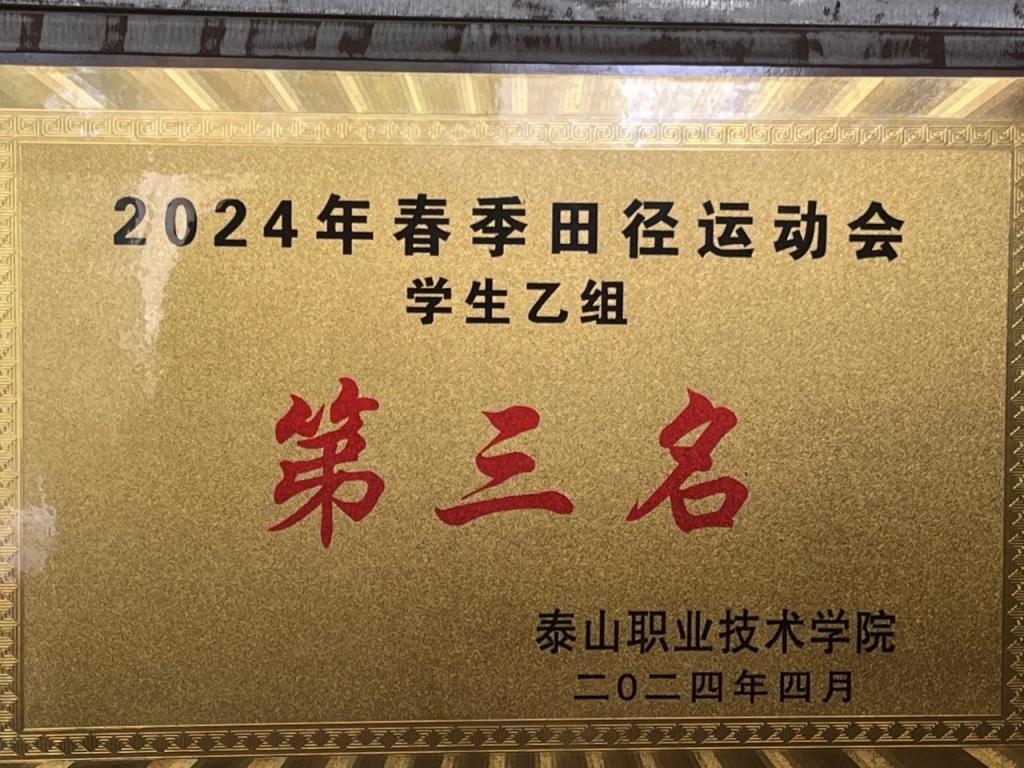 2024年春季田径运动会
学生乙组
第三名
泰山职业技术学院
二0二四年四月